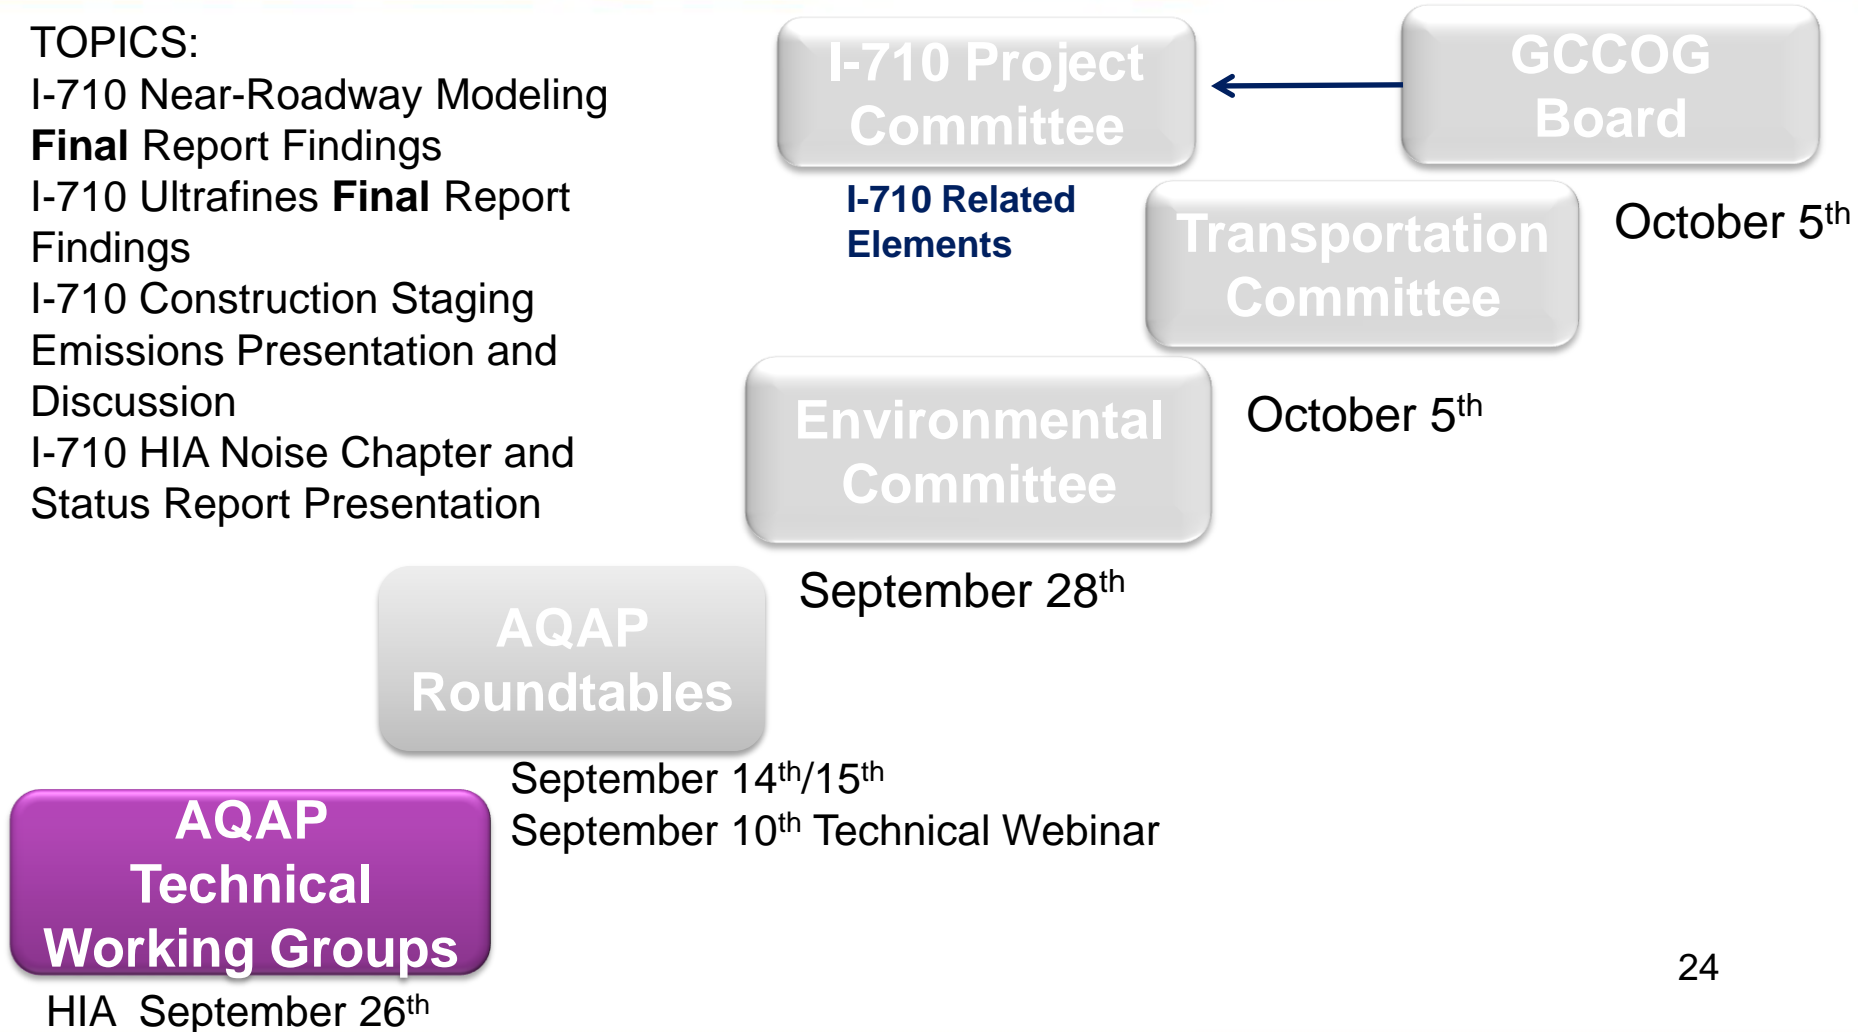 TOPICS:
I-710 Near-Roadway Modeling
Final Report Findings
I-710 Ultrafines Final Report
Findings
I-710 Construction Staging
Emissions Presentation and
Discussion
I-710 HIA Noise Chapter and
Status Report Presentation
I-710 Project
Committee
GCCOG
Board
I-710 Related
Elements
Transportation
Committee
October 5th
Environmental
Committee
October 5th
AQAP
Roundtables
September 28th
AQAP
Technical
Working Groups
September 14th/15th
September 10th Technical Webinar
HIA September 26th
24